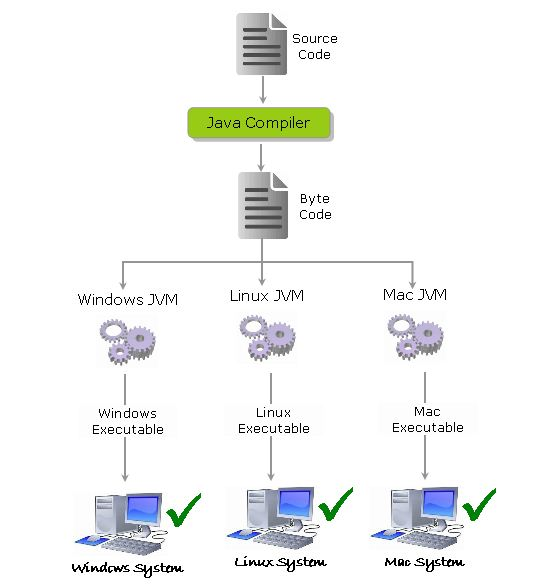 Source
Code
Java Compiler
Byte
Code
Windows JVM
Linux JVM
Mac JVM
Windows
Executable
Linux
Executable
Mac
Executable
Windows System
Linux System
Mac System